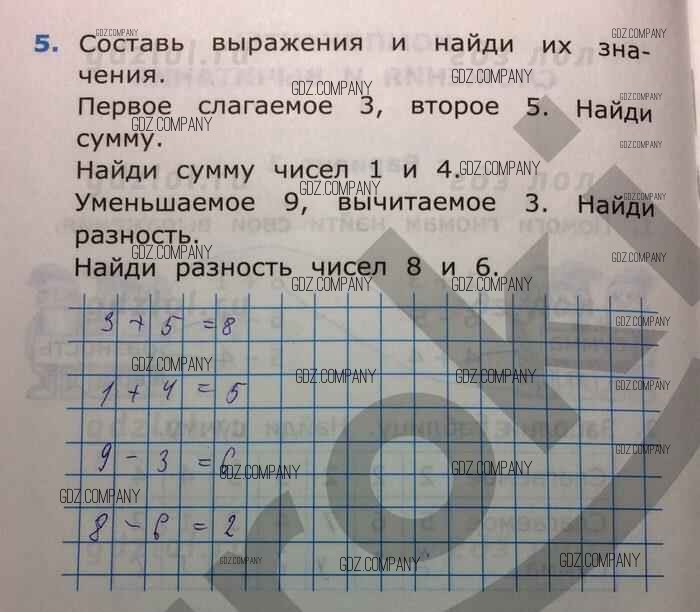 5. Составь выражения и найди их зна-
чения.
Первое слагаемое 3, второе 5. Найди
сумму.
Найди сумму чисел 1 и 4.
Уменьшаемое 9, вычитаемое 3. Найди
разность.
Найди разность чисел 8 и 6.
3 + 5 = 8
1 + 4 = 5
9 - 3 = 6
8 - 6 = 2
GDZ.COMPANY